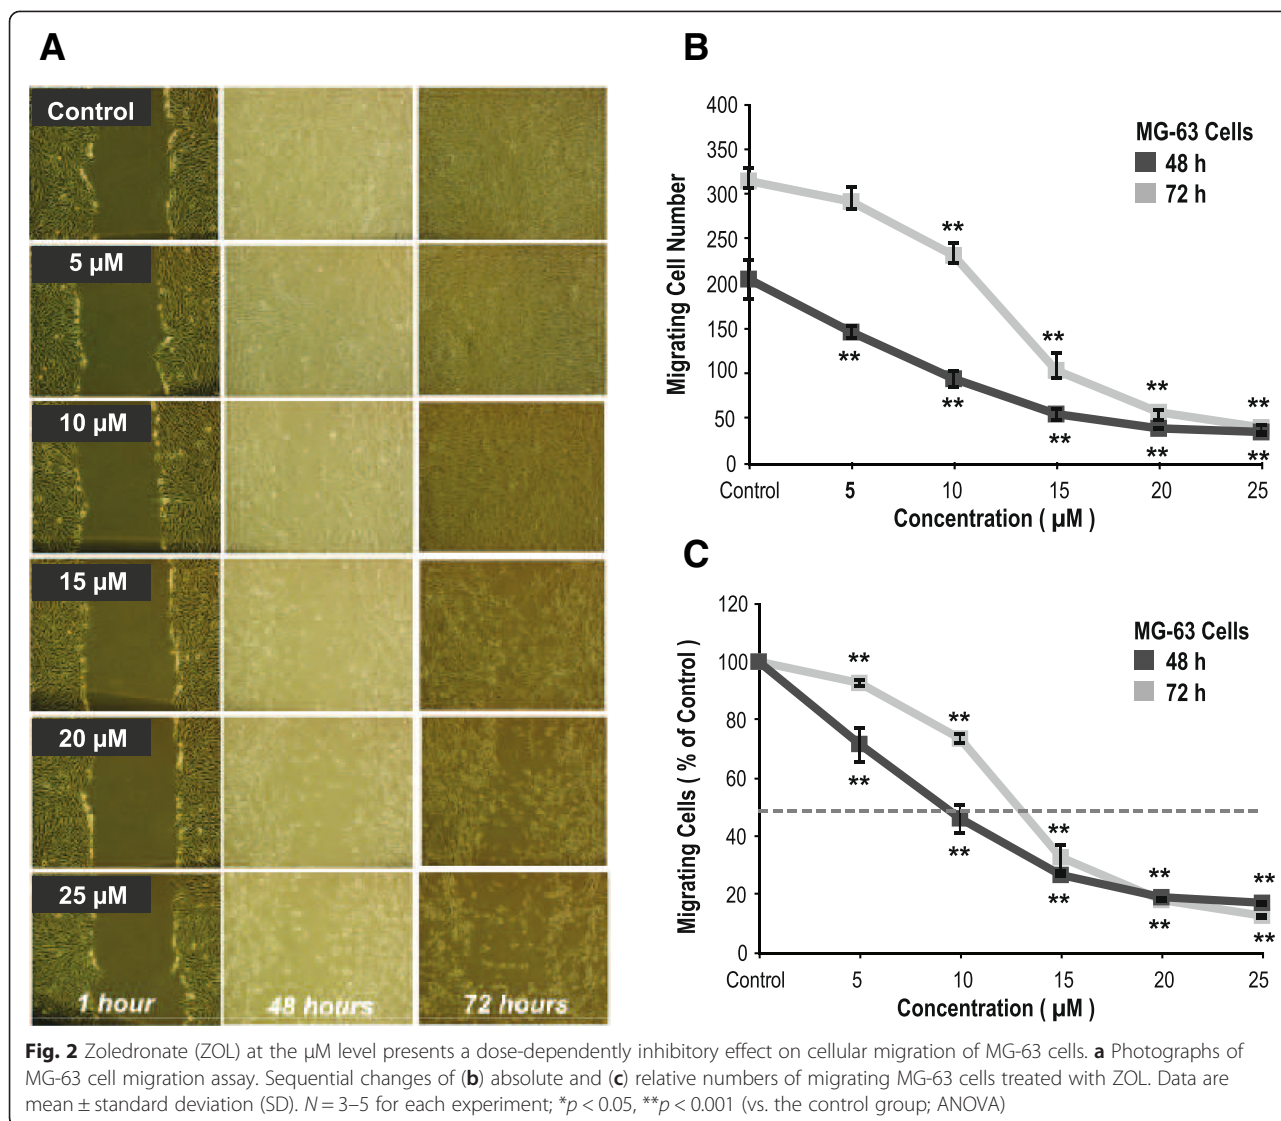 A
Control
5 µM
10 µM
15 µM
20 µM
25 µM
1 hour
48 hours
72 hours
B
Migrating Cell Number
400
350
300
250
200
150
100
50
0
MG-63 Cells
48 h
72 h
**
**
**
**
**
**
**
**
**
Control
5
10
15
20
25
Concentration ( µM )
C
Migrating Cells ( % of Control )
120
100
80
60
40
20
0
MG-63 Cells
48 h
72 h
**
**
**
**
**
**
**
**
**
**
Control
5
10
15
20
25
Concentration ( µM )
Fig. 2 Zoledronate (ZOL) at the µM level presents a dose-dependently inhibitory effect on cellular migration of MG-63 cells. a Photographs of
MG-63 cell migration assay. Sequential changes of (b) absolute and (c) relative numbers of migrating MG-63 cells treated with ZOL. Data are
mean ± standard deviation (SD). N = 3–5 for each experiment; *p < 0.05, **p < 0.001 (vs. the control group; ANOVA)